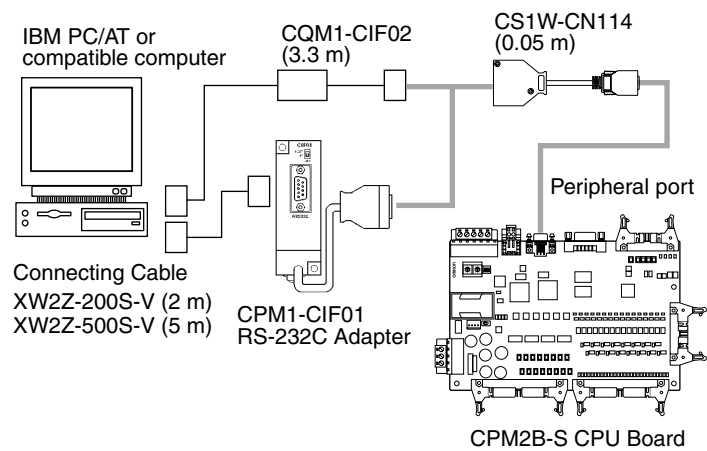 IBM PC/AT or
compatible computer
CQM1-CIF02
(3.3 m)
CS1W-CN114
(0.05 m)
CIF01
Peripheral port
Connecting Cable
XW2Z-200S-V (2 m)
XW2Z-500S-V (5 m)
CPM1-CIF01
RS-232C Adapter
CPM2B-S CPU Board